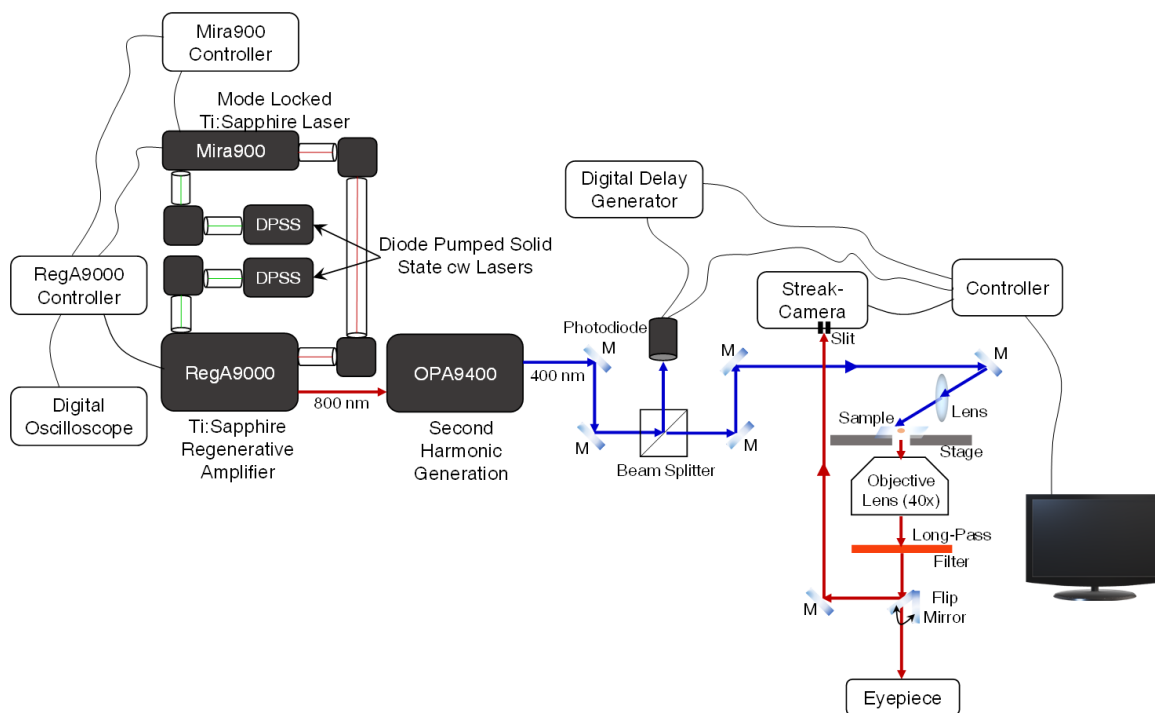 Mira900
Controller
Mode Locked
Ti:Sapphire Laser
Mira900
DPSS
DPSS
Diode Pumped Solid
State cw Lasers
RegA9000
Controller
RegA9000
800 nm
Digital
Oscilloscope
Ti:Sapphire
Regenerative
Amplifier
OPA9400
400 nm
Second
Harmonic
Generation
Digital Delay
Generator
Photodiode
M
M
Beam Splitter
M
M
Streak-
Camera
Slit
Controller
M
Lens
Sample
Stage
Objective
Lens (40x)
Long-Pass
Filter
M
Flip
Mirror
Eyepiece